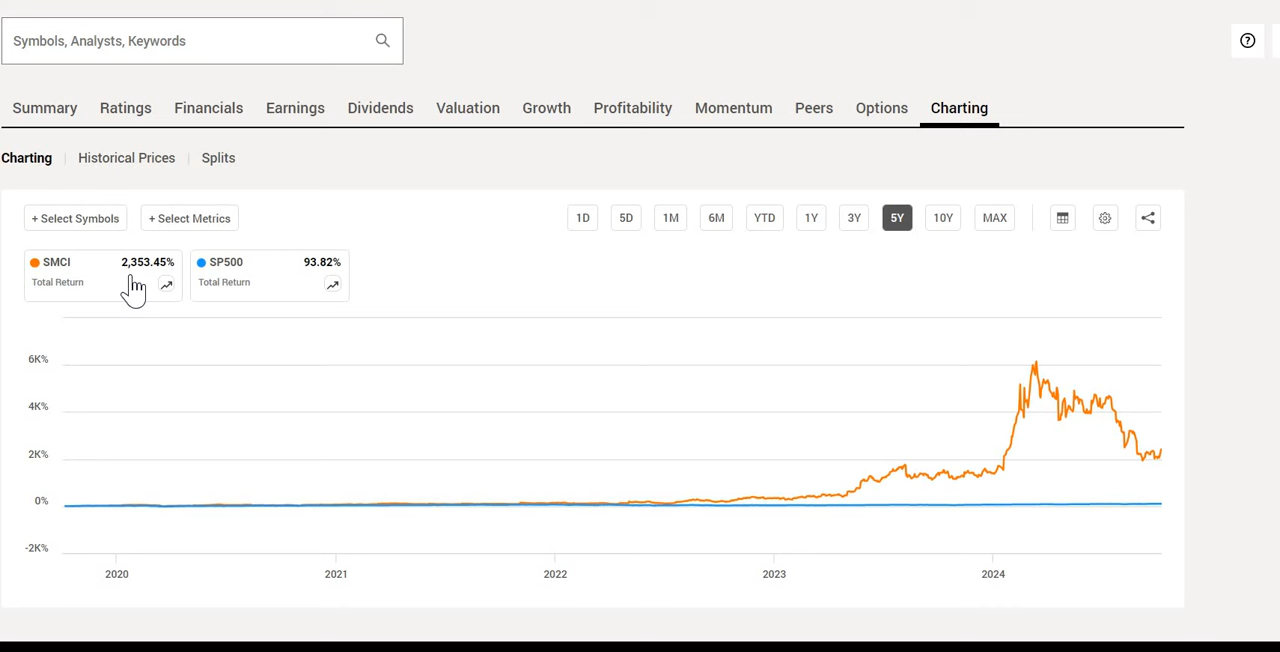 Symbols, Analysts, Keywords
?
Summary Ratings Financials Earnings Dividends Valuation Growth Profitability Momentum Peers Options Charting
Charting | Historical Prices | Splits
+ Select Symbols + Select Metrics 1D 5D 1M 6M YTD 1Y 3Y 5Y 10Y MAX
SMCI 2,353.45% SP500 93.82%
Total Return Total Return
6K%
4K%
2K%
0%
-2K%
2020 2021 2022 2023 2024